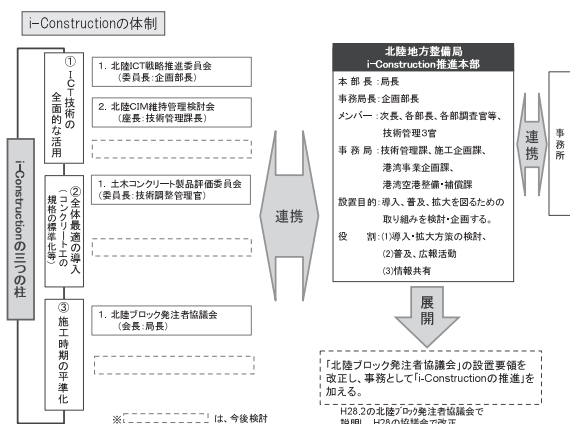 i-Constructionの体制
i-Constructionの三つの柱
①ICT技術の
全面的な活用
1. 北陸ICT戦略推進委員会
(委員長:企画部長)
2. 北陸CIM維持管理検討会
(座長:技術管理課長)
②全体最適の導入
(コンクリート工の
規格の標準化等)
1. 土木コンクリート製品評価委員会
(委員長:技術調整管理官)
③施工時期の平準化
1. 北陸ブロック発注者協議会
(会長:局長)
※ は、今後検討
連携
北陸地方整備局
i-Construction推進本部
本部長:局長
事務局長:企画部長
メンバー:次長、各部長、各部調査官等、
技術管理3官
事務局:技術管理課、施工企画課、
港湾事業企画課、
港湾空港整備・補償課
設置目的:導入、普及、拡大を図るための
取り組みを検討・企画する。
役割:(1)導入・拡大方策の検討、
(2)普及、広報活動
(3)情報共有
連携
事務所
展開
「北陸ブロック発注者協議会」の設置要領を
改正し、事務として「i-Constructionの推進」を
加える。
H28.2の北陸ブロック発注者協議会で
説明し、H28の協議会で改正